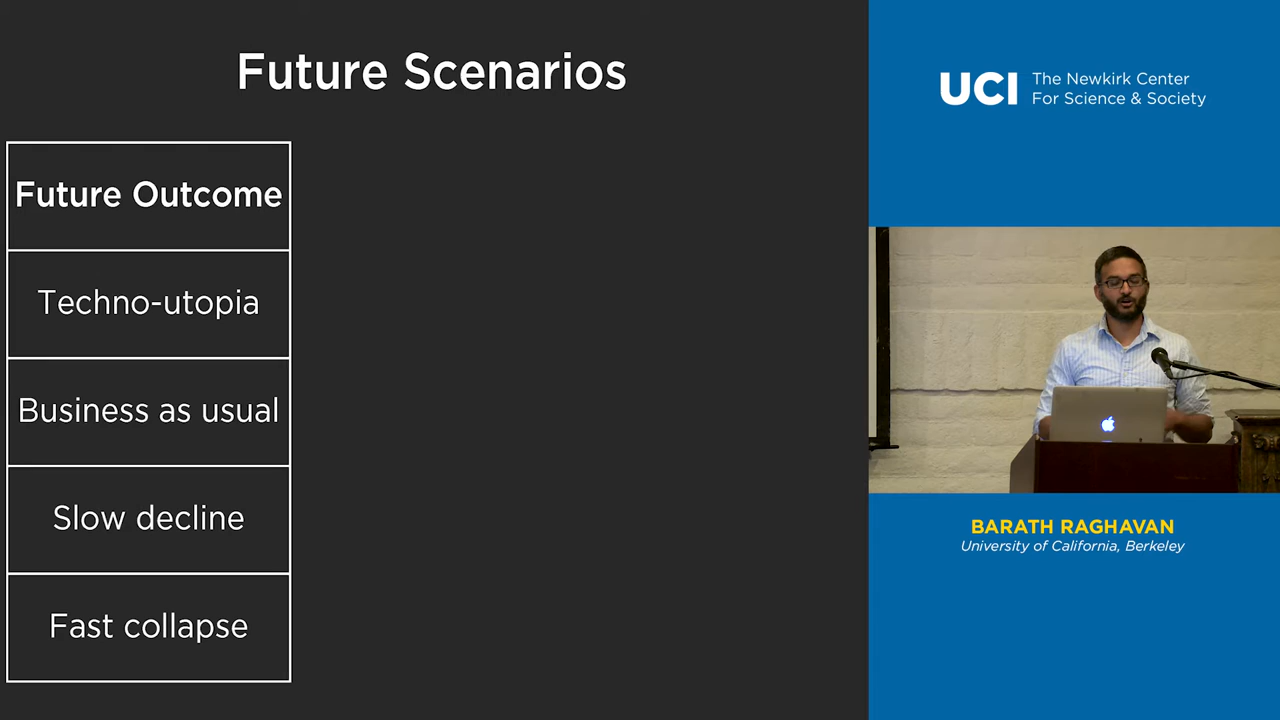 Future Scenarios
Future Outcome
Techno-utopia
Business as usual
Slow decline
Fast collapse
UCI
The Newkirk Center
For Science & Society
BARATH RAGHAVAN
University of California, Berkeley